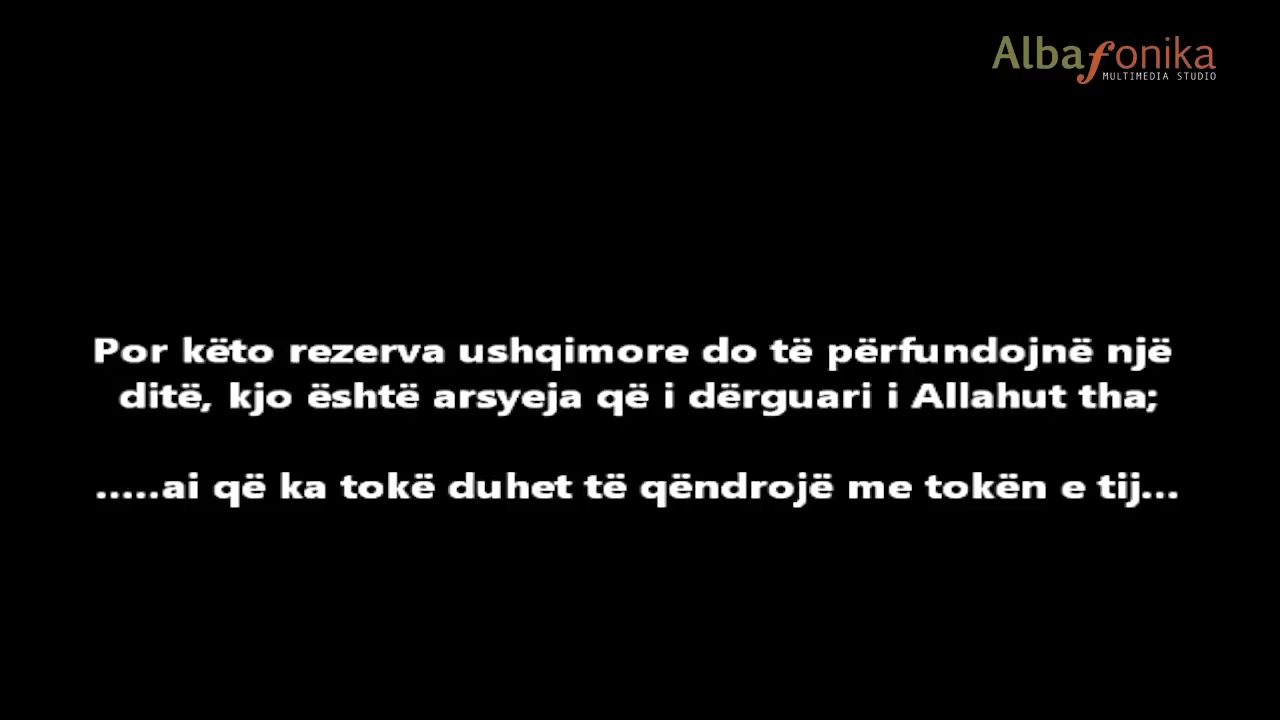 Albafonika
MULTIMEDIA STUDIO
Por këto rezerva ushqimore do të përfundojnë një
ditë, kjo është arsyeja që i dërguari i Allahut tha;
.....ai që ka tokë duhet të qëndrojë me tokën e tij...